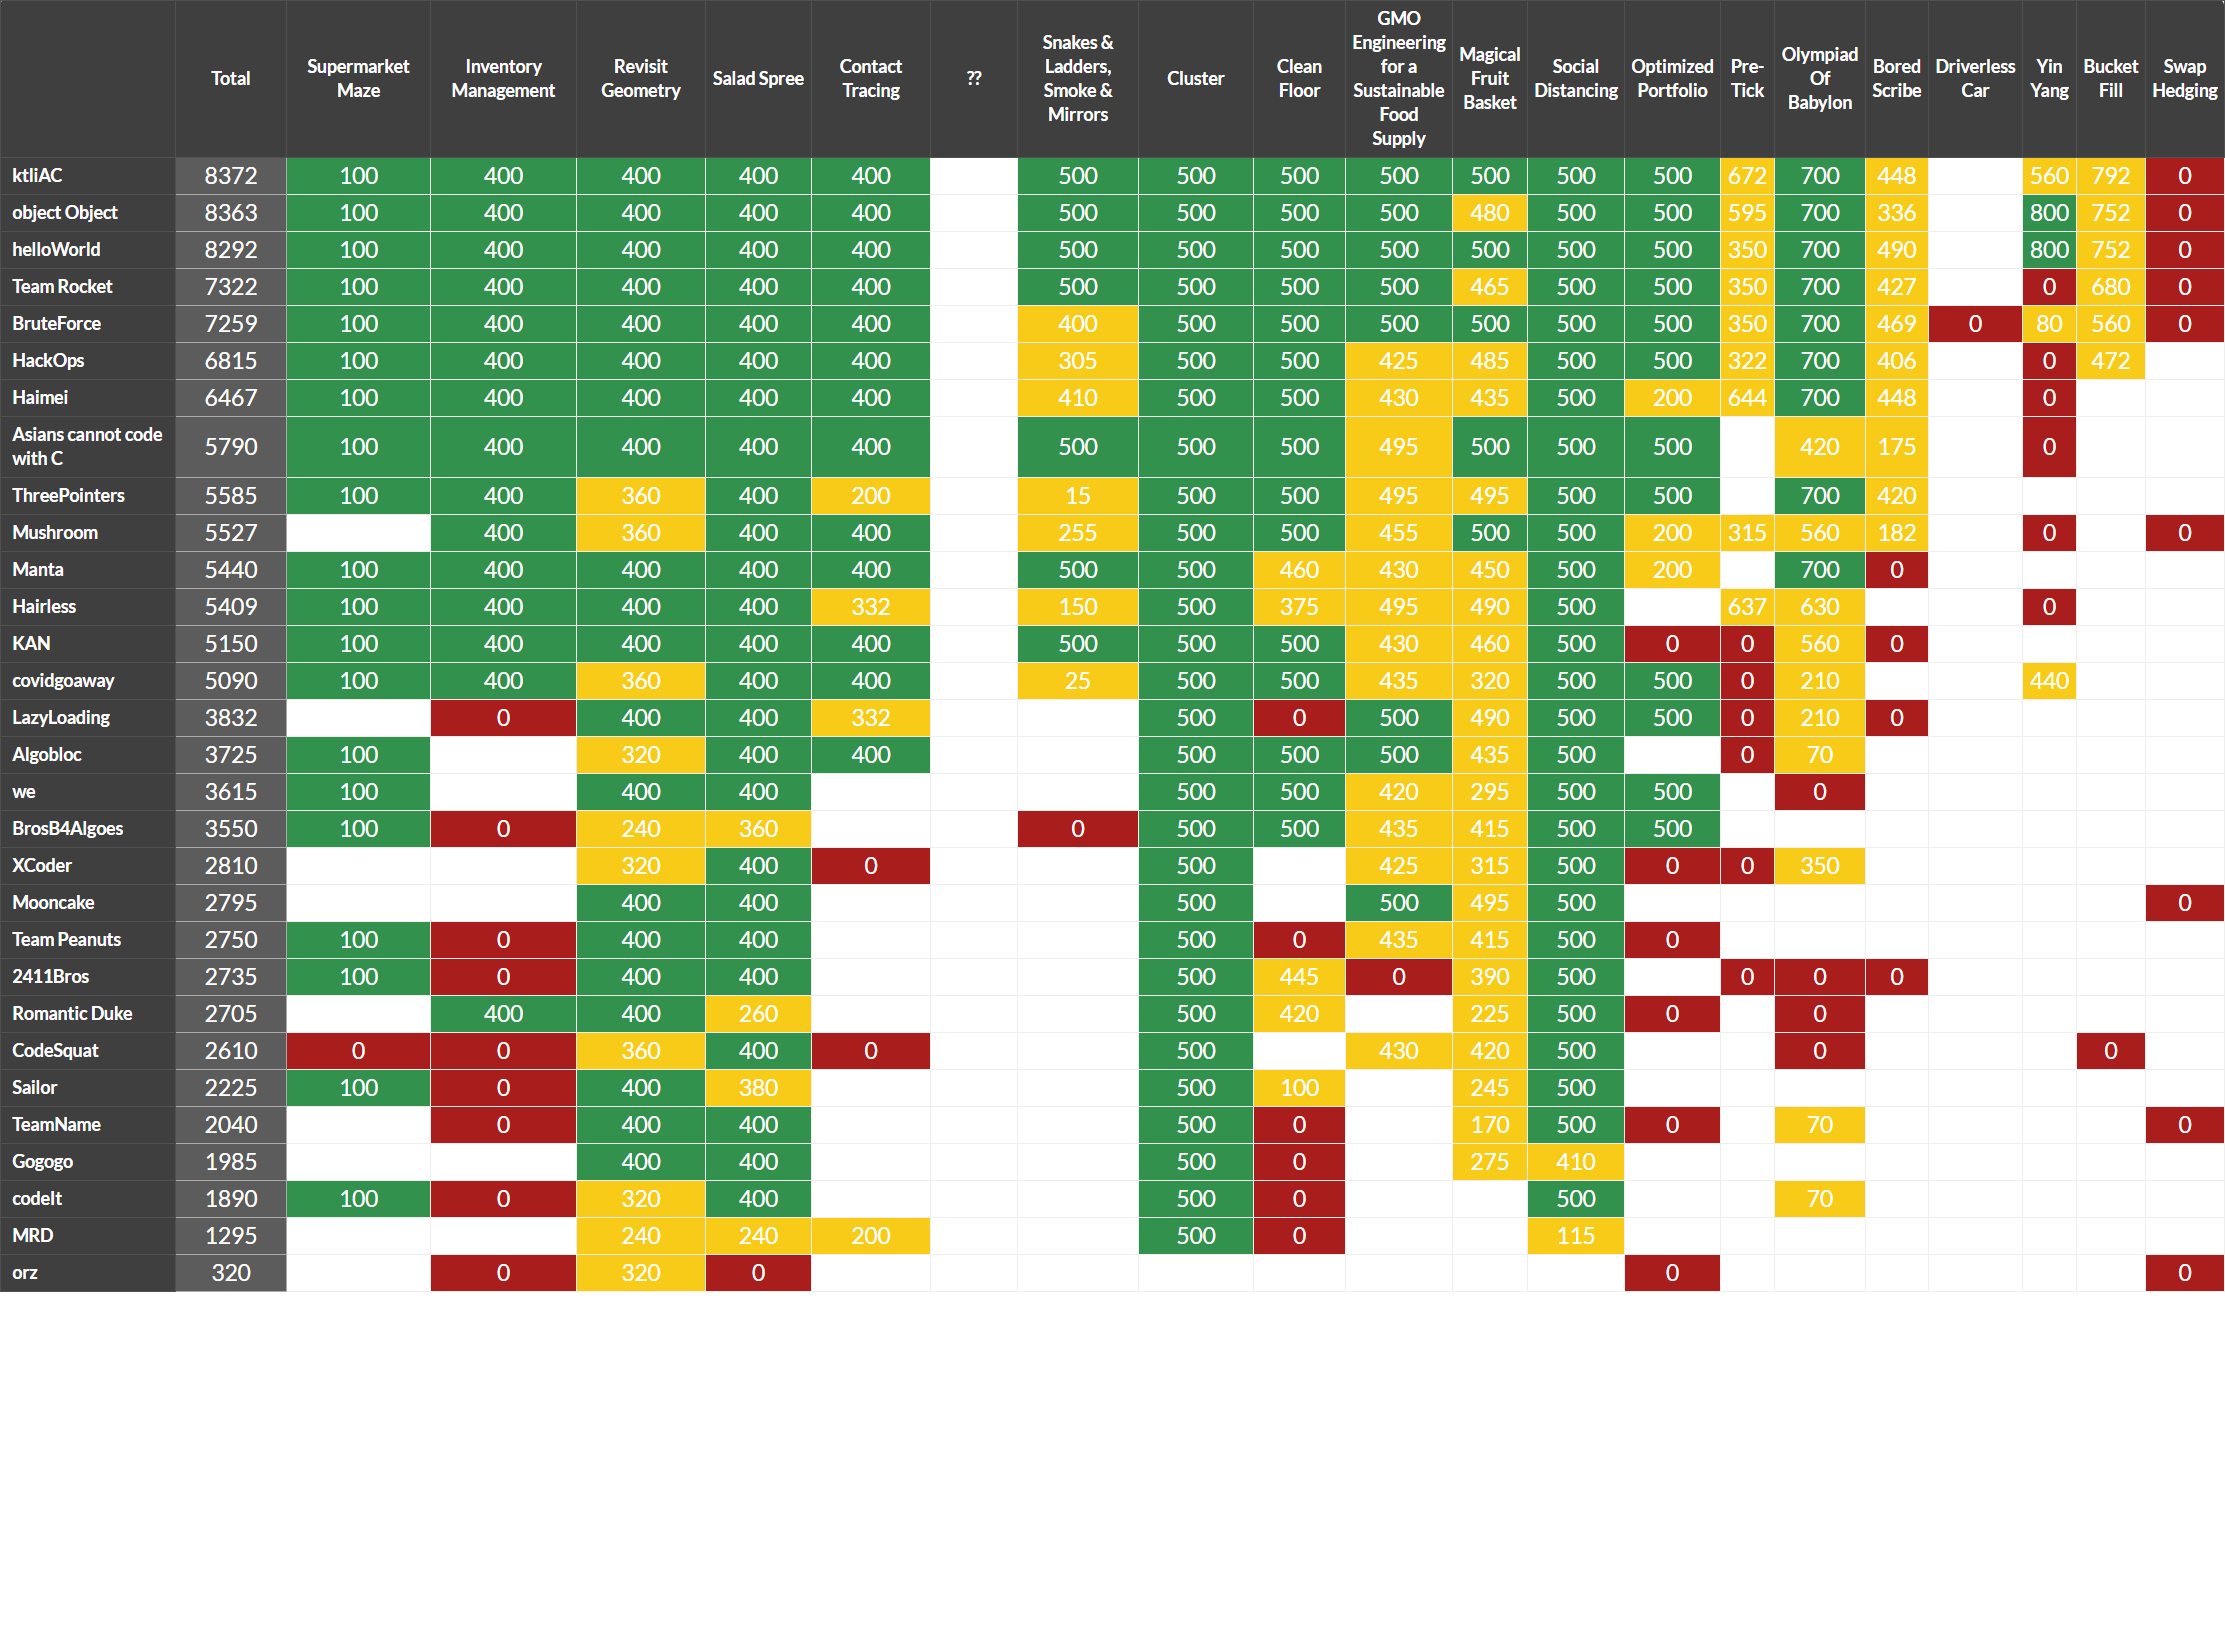 Total Supermarket Maze Inventory Management Revisit Geometry Salad Spree Contact Tracing ?? Snakes & Ladders, Smoke & Mirrors Cluster Clean Floor GMO Engineering for a Sustainable Food Supply Magical Fruit Basket Social Distancing Optimized Portfolio Pre-Tick Olympiad Of Babylon Bored Scribe Driverless Car Yin Yang Bucket Fill Swap Hedging
ktliAC 8372 100 400 400 400 400 500 500 500 500 500 500 500 672 700 448 560 792 0
object Object 8363 100 400 400 400 400 500 500 500 500 480 500 500 595 700 336 800 752 0
helloWorld 8292 100 400 400 400 400 500 500 500 500 500 500 500 350 700 490 800 752 0
Team Rocket 7322 100 400 400 400 400 500 500 500 500 465 500 500 350 700 427 0 680 0
BruteForce 7259 100 400 400 400 400 400 500 500 500 500 500 500 350 700 469 0 80 560 0
HackOps 6815 100 400 400 400 400 305 500 500 425 485 500 500 322 700 406 0 472
Haimei 6467 100 400 400 400 400 410 500 500 430 435 500 200 644 700 448 0
Asians cannot code with C 5790 100 400 400 400 400 500 500 500 495 500 500 500 420 175 0
ThreePointers 5585 100 400 360 400 200 15 500 500 495 495 500 500 700 420
Mushroom 5527 400 360 400 400 255 500 500 455 500 500 200 315 560 182 0 0
Manta 5440 100 400 400 400 400 500 500 460 430 450 500 200 700 0
Hairless 5409 100 400 400 400 332 150 500 375 495 490 500 637 630 0
KAN 5150 100 400 400 400 400 500 500 500 430 460 500 0 0 560 0
covidgoaway 5090 100 400 360 400 400 25 500 500 435 320 500 500 0 210 440
LazyLoading 3832 0 400 400 332 500 0 500 490 500 500 0 210 0
Algobloc 3725 100 320 400 400 500 500 500 435 500 0 70
we 3615 100 400 400 500 500 420 295 500 500 0
BrosB4Algoes 3550 100 0 240 360 0 500 500 435 415 500 500
XCoder 2810 320 400 0 500 425 315 500 0 0 350
Mooncake 2795 400 400 500 500 495 500 0
Team Peanuts 2750 100 0 400 400 500 0 435 415 500 0
2411Bros 2735 100 0 400 400 500 445 0 390 500 0 0 0
Romantic Duke 2705 400 400 260 500 420 225 500 0 0
CodeSquat 2610 0 0 360 400 0 500 430 420 500 0 0
Sailor 2225 100 0 400 380 500 100 245 500
TeamName 2040 0 400 400 500 0 170 500 0 70 0
Gogogo 1985 400 400 500 0 275 410
codeIt 1890 100 0 320 400 500 0 500 70
MRD 1295 240 240 200 500 0 115
orz 320 0 320 0 0 0